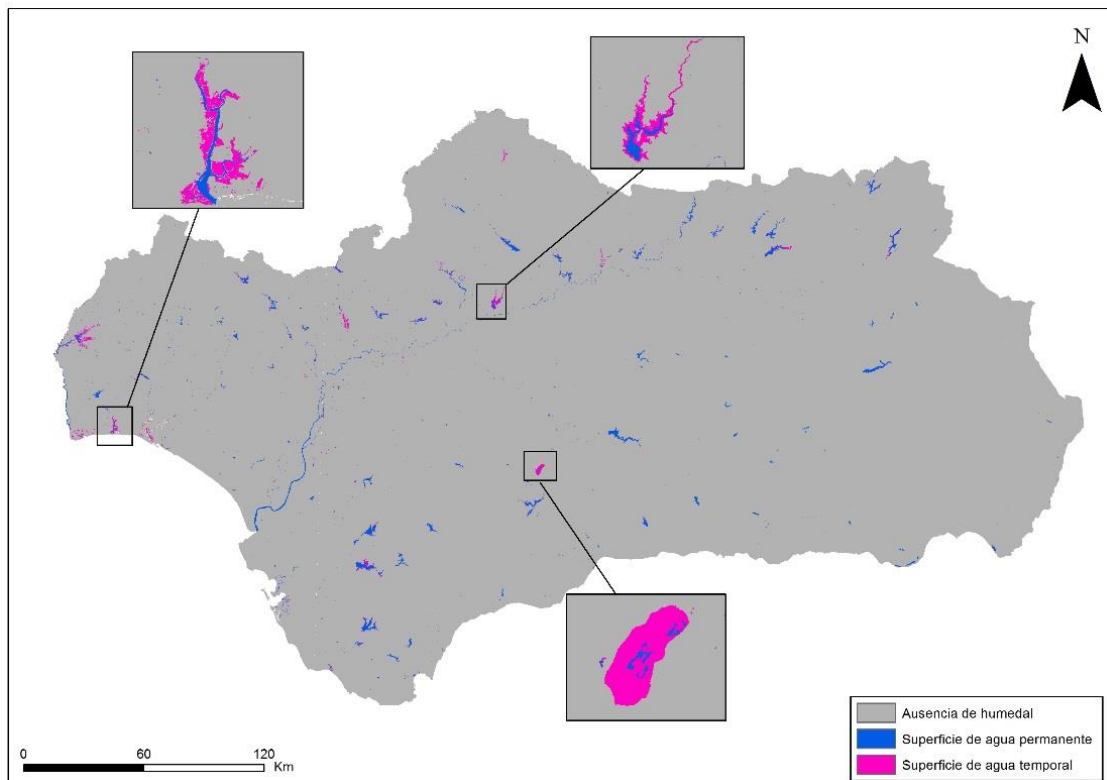 N
Ausencia de humedal
Superficie de agua permanente
Superficie de agua temporal
0
60
120
Km